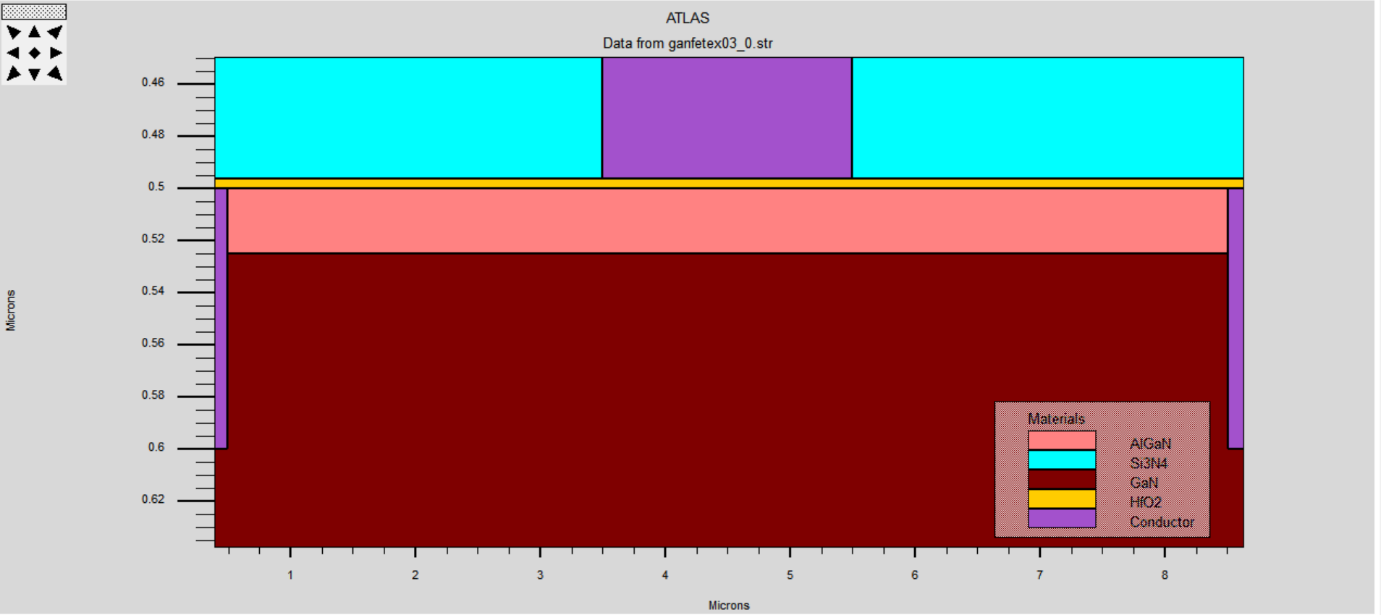 ATLAS
Data from ganfetex03_0.str
0.46
0.48
0.5
0.52
0.54
0.56
0.58
0.6
0.62
Microns
Materials
AlGaN
Si3N4
GaN
HfO2
Conductor
1 2 3 4 5 6 7 8
Microns